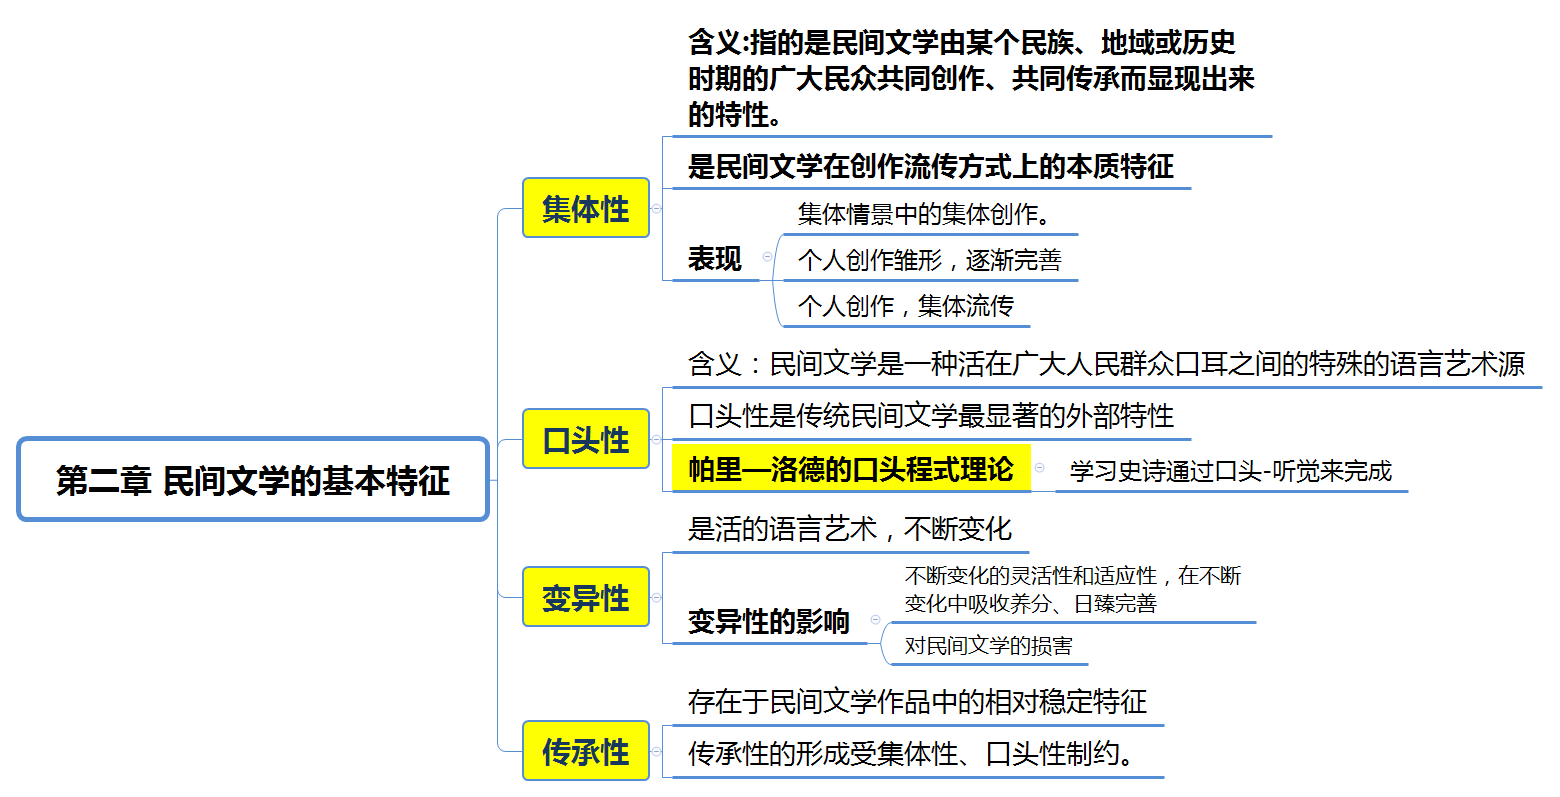 第二章 民间文学的基本特征
集体性
含义:指的是民间文学由某个民族、地域或历史
时期的广大民众共同创作、共同传承而显现出来
的特性。
是民间文学在创作流传方式上的本质特征
表现
集体情景中的集体创作。
个人创作雏形，逐渐完善
个人创作，集体流传
口头性
含义：民间文学是一种活在广大人民群众口耳之间的特殊的语言艺术源
口头性是传统民间文学最显著的外部特性
帕里—洛德的口头程式理论
学习史诗通过口头-听觉来完成
变异性
是活的语言艺术，不断变化
变异性的影响
不断变化的灵活性和适应性，在不断
变化中吸收养分、日臻完善
对民间文学的损害
传承性
存在于民间文学作品中的相对稳定特征
传承性的形成受集体性、口头性制约。